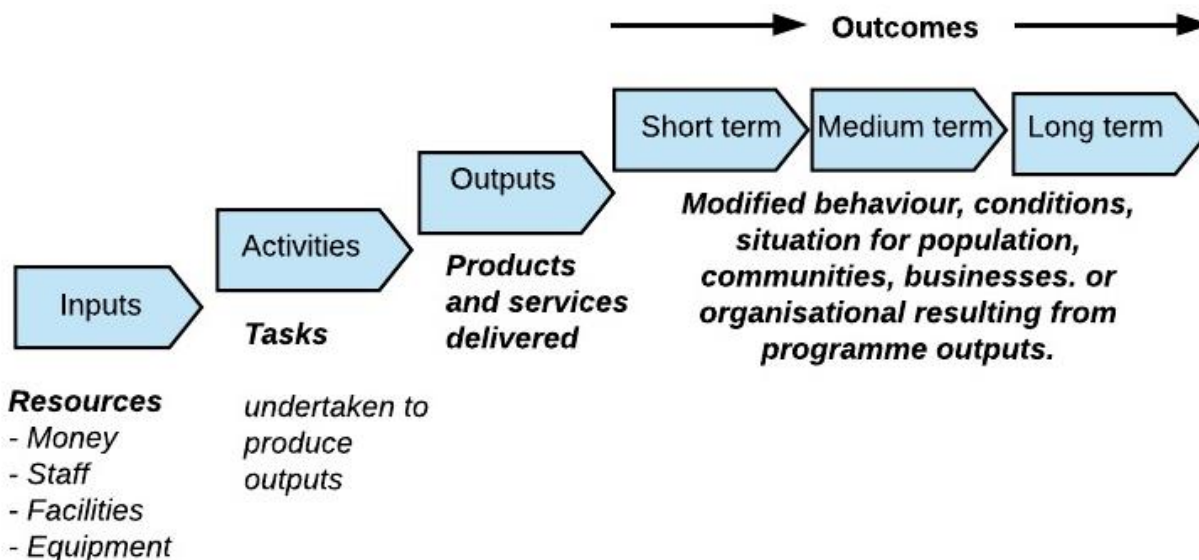 Outcomes
Short term
Medium term
Long term
Outputs
Modified behaviour, conditions,
situation for population,
communities, businesses. or
organisational resulting from
programme outputs.
Activities
Products
and services
delivered
Inputs
Tasks
undertaken to
produce
outputs
Resources
- Money
- Staff
- Facilities
- Equipment